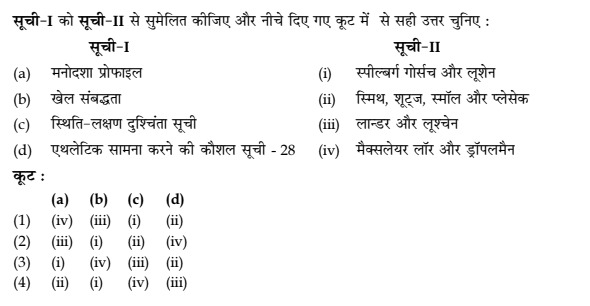 सूची-I को सूची-II से सुमेलित कीजिए और नीचे दिए गए कूट में से सही उत्तर चुनिए :
सूची-I सूची-II
(a) मनोदशा प्रोफाइल (i) स्पीलबर्ग गोर्सच और लूशेन
(b) खेल संबद्धता (ii) स्मिथ, शूट्ज, स्मॉल और प्लेसेक
(c) स्थिति-लक्षण दुश्चिंता सूची (iii) लान्डर और लूश्चेन
(d) एथलेटिक सामना करने की कौशल सूची - 28 (iv) मैक्सलेयर लॉर और ड्रॉपलमैन
कूट :
(a) (b) (c) (d)
(1) (iv) (iii) (i) (ii)
(2) (iii) (i) (ii) (iv)
(3) (i) (iv) (iii) (ii)
(4) (ii) (i) (iv) (iii)